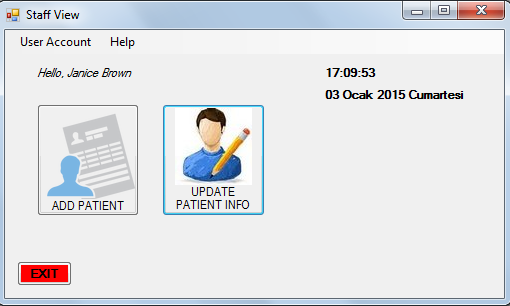 Staff View
User Account Help
Hello, Janice Brown
17:09:53
03 Ocak 2015 Cumartesi
ADD PATIENT
UPDATE
PATIENT INFO
EXIT